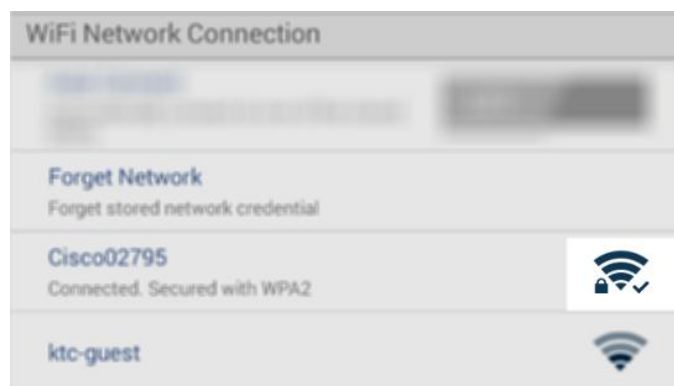 WiFi Network Connection
Forget Network
Forget stored network credential
Cisco02795
Connected. Secured with WPA2
ktc-guest